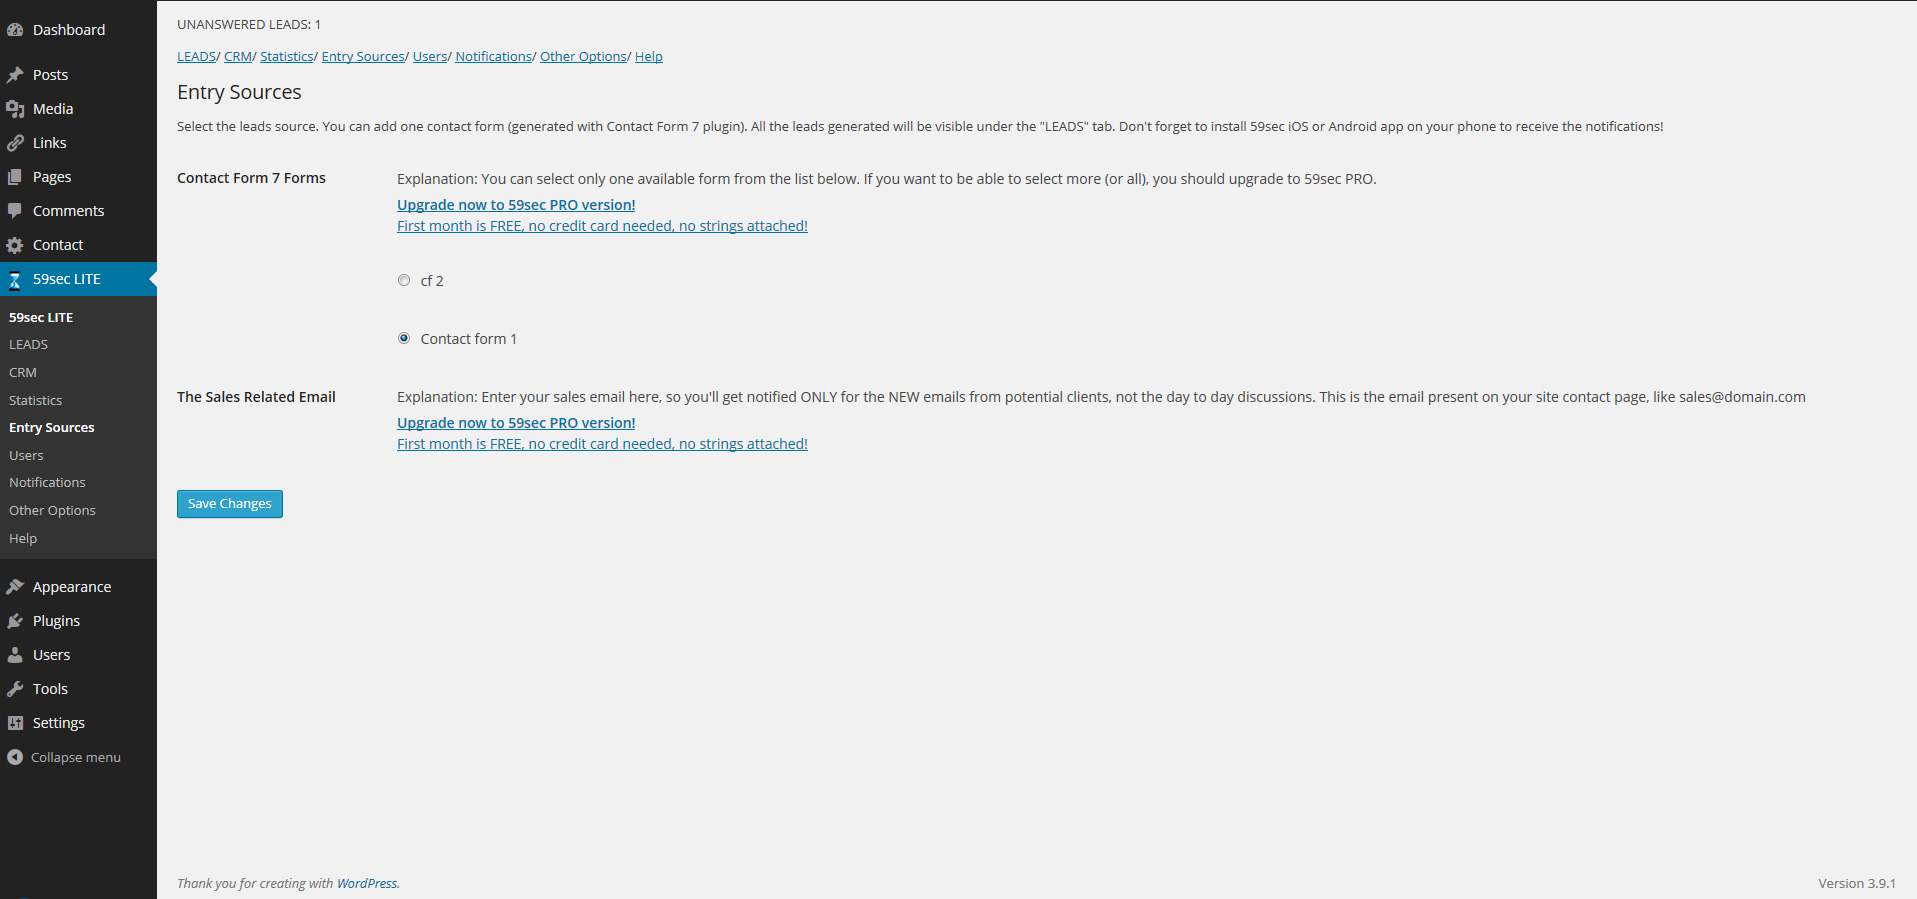 Dashboard
Posts
Media
Links
Pages
Comments
Contact
59sec LITE
59sec LITE
LEADS
CRM
Statistics
Entry Sources
Users
Notifications
Other Options
Help
Appearance
Plugins
Users
Tools
Settings
Collapse menu
UNANSWERED LEADS: 1
LEADS/ CRM/ Statistics/ Entry Sources/ Users/ Notifications/ Other Options/ Help
Entry Sources
Select the leads source. You can add one contact form (generated with Contact Form 7 plugin). All the leads generated will be visible under the "LEADS" tab. Don't forget to install 59sec iOS or Android app on your phone to receive the notifications!
Contact Form 7 Forms
Explanation: You can select only one available form from the list below. If you want to be able to select more (or all), you should upgrade to 59sec PRO.
Upgrade now to 59sec PRO version!
First month is FREE, no credit card needed, no strings attached!
cf 2
Contact form 1
The Sales Related Email
Explanation: Enter your sales email here, so you'll get notified ONLY for the NEW emails from potential clients, not the day to day discussions. This is the email present on your site contact page, like sales@domain.com
Upgrade now to 59sec PRO version!
First month is FREE, no credit card needed, no strings attached!
Save Changes
Thank you for creating with WordPress.
Version 3.9.1